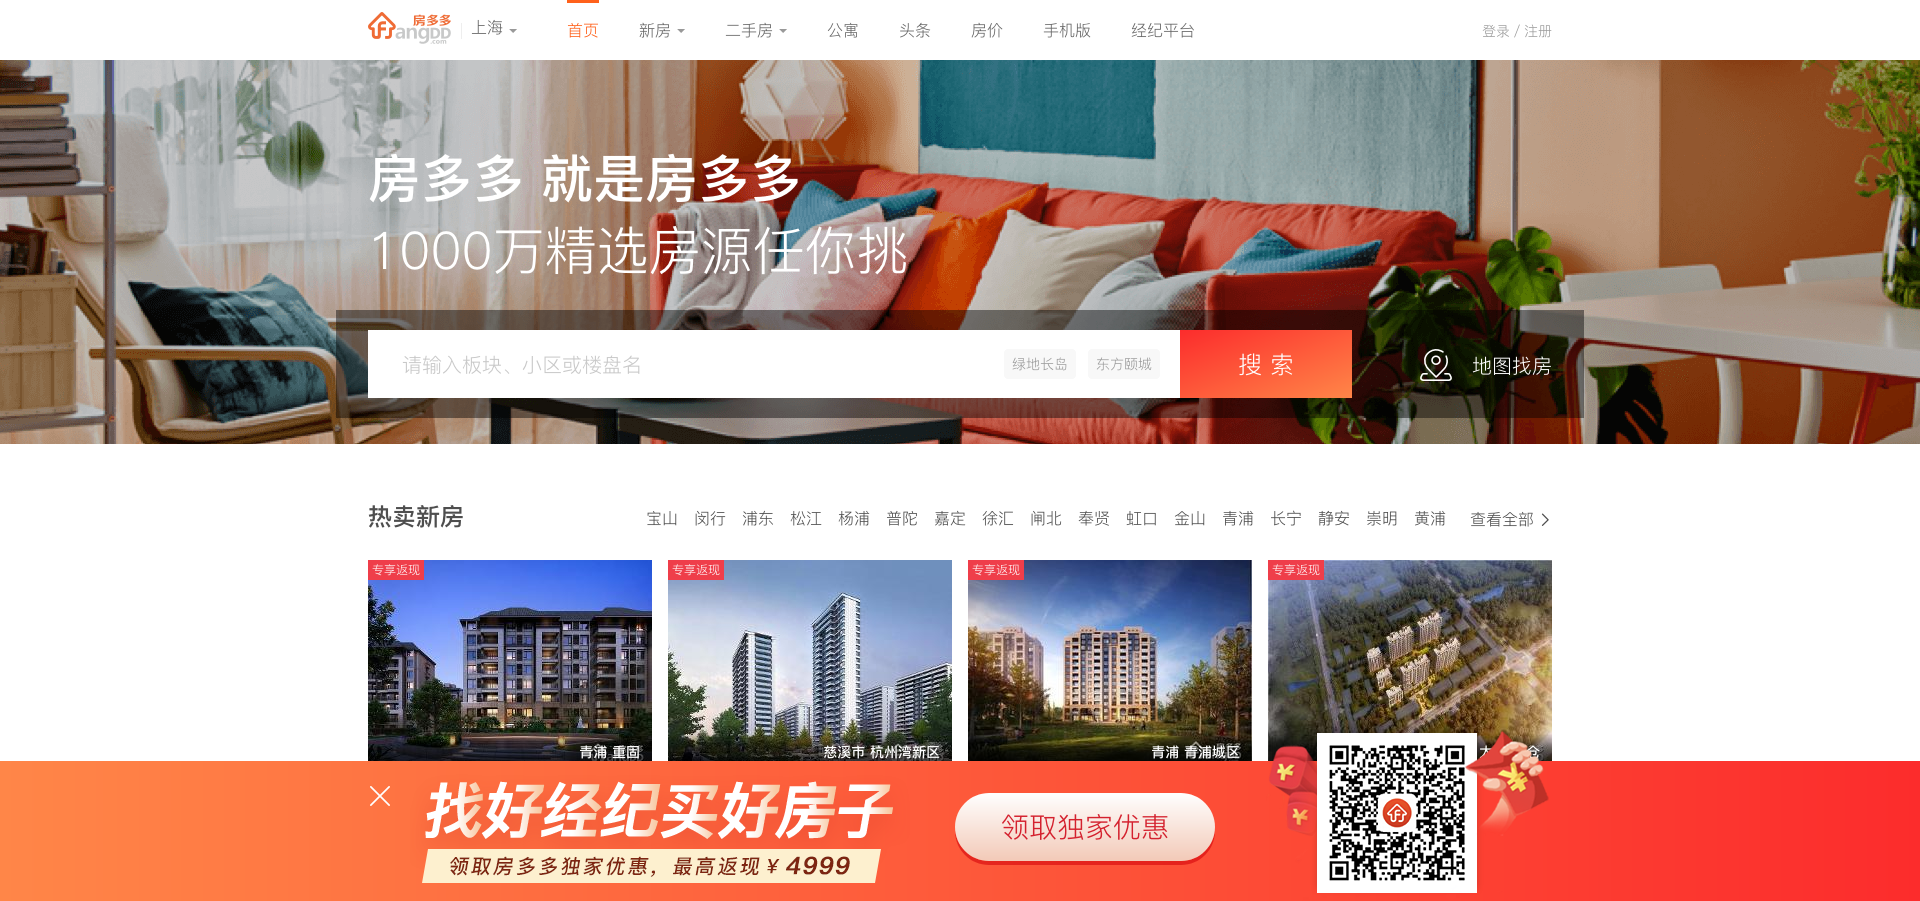 房多多
angDD
.com
上海
首页 新房 二手房 公寓 头条 房价 手机版 经纪平台
登录 / 注册
房多多 就是房多多
1000万精选房源任你挑
请输入板块、小区或楼盘名
绿地长岛 东方颐城
搜索
地图找房
热卖新房
宝山 闵行 浦东 松江 杨浦 普陀 嘉定 徐汇 闸北 奉贤 虹口 金山 青浦 长宁 静安 崇明 黄浦 查看全部
专享返现 专享返现 专享返现 专享返现
青浦 重固
慈溪市 杭州湾新区
青浦 青浦城区
找好经纪买好房子
领取房多多独家优惠，最高返现￥4999
领取独家优惠